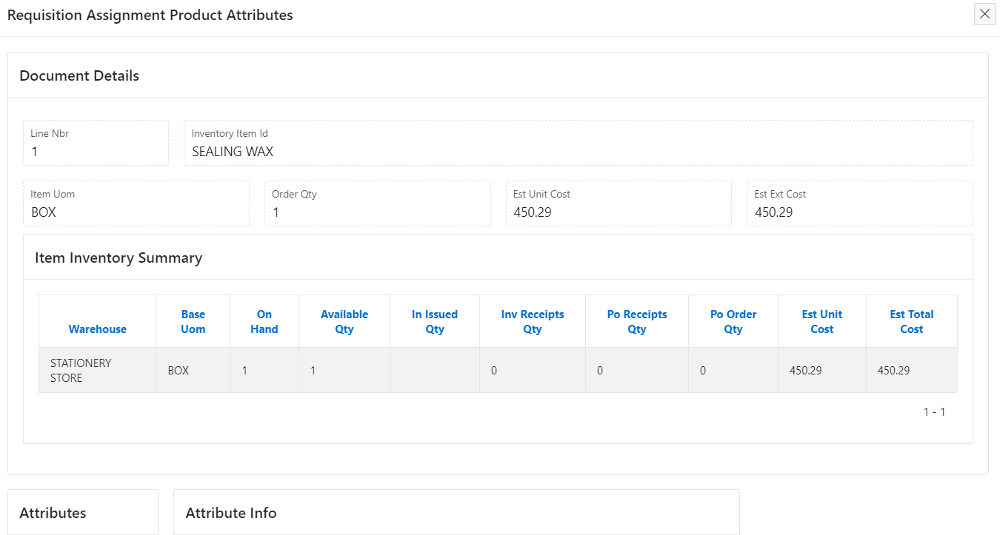 Requisition Assignment Product Attributes
Document Details
Line Nbr
1
Inventory Item Id
SEALING WAX
Item Uom
BOX
Order Qty
1
Est Unit Cost
450.29
Est Ext Cost
450.29
Item Inventory Summary
Warehouse
Base
Uom
On
Hand
Available
Qty
In Issued
Qty
Inv Receipts
Qty
Po Receipts
Qty
Po Order
Qty
Est Unit
Cost
Est Total
Cost
STATIONERY
STORE
BOX
1
1
0
0
0
450.29
450.29
1 - 1
Attributes
Attribute Info